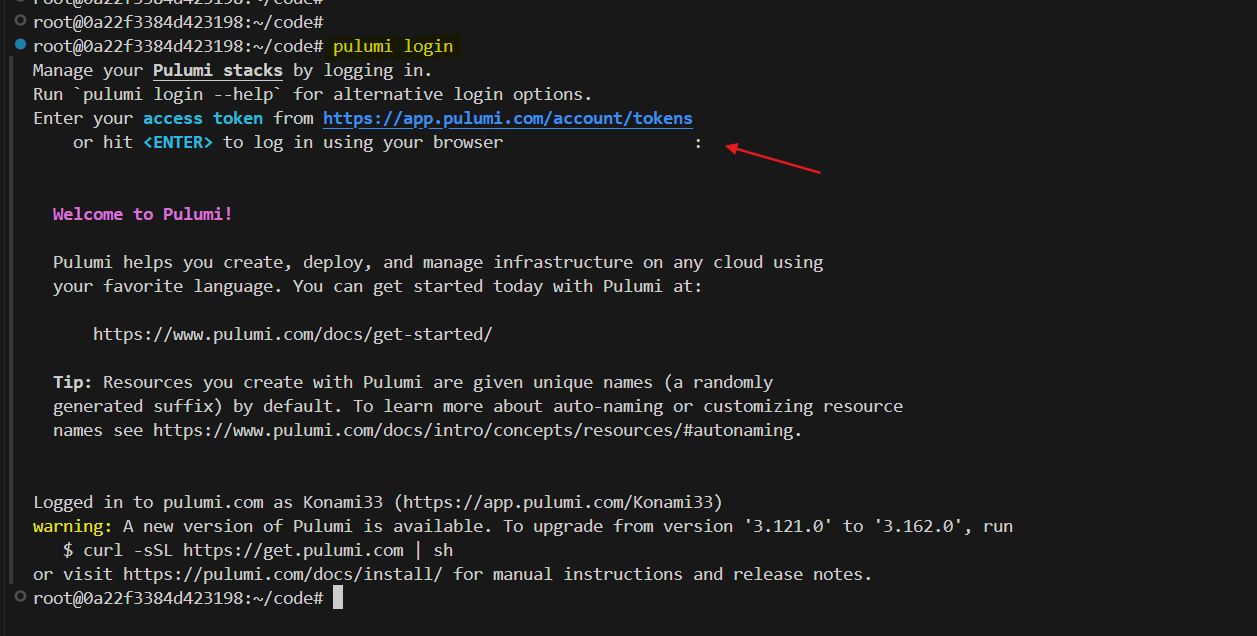 root@0a22f3384d423198:~/code#
root@0a22f3384d423198:~/code#
root@0a22f3384d423198:~/code# pulumi login
Manage your Pulumi stacks by logging in.
Run `pulumi login --help` for alternative login options.
Enter your access token from https://app.pulumi.com/account/tokens
    or hit <ENTER> to log in using your browser                   :
  Welcome to Pulumi!
  Pulumi helps you create, deploy, and manage infrastructure on any cloud using
  your favorite language. You can get started today with Pulumi at:
      https://www.pulumi.com/docs/get-started/
  Tip: Resources you create with Pulumi are given unique names (a randomly
  generated suffix) by default. To learn more about auto-naming or customizing resource
  names see https://www.pulumi.com/docs/intro/concepts/resources/#autonaming.
Logged in to pulumi.com as Konami33 (https://app.pulumi.com/Konami33)
warning: A new version of Pulumi is available. To upgrade from version '3.121.0' to '3.162.0', run
   $ curl -sSL https://get.pulumi.com | sh
or visit https://pulumi.com/docs/install/ for manual instructions and release notes.
root@0a22f3384d423198:~/code#